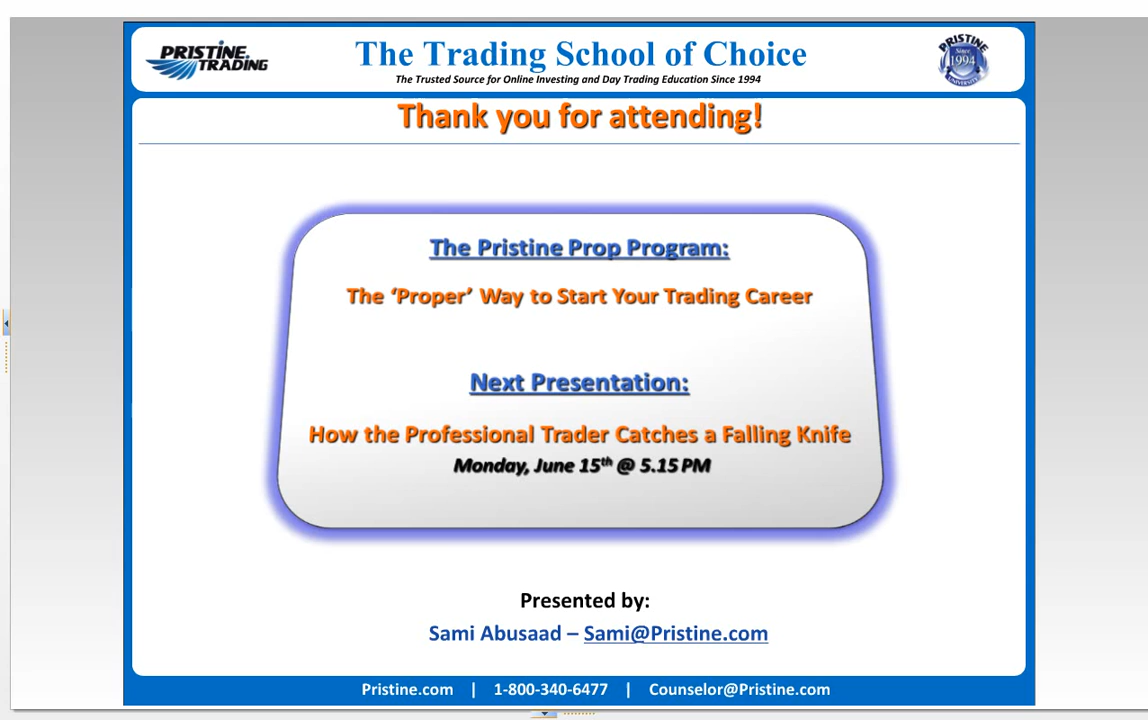 PRISTINE
TRADING
The Trading School of Choice
The Trusted Source for Online Investing and Day Trading Education Since 1994
PRISTINE
Since
1994
UNIVERSITY
Thank you for attending!
The Pristine Prop Program:
The ‘Proper’ Way to Start Your Trading Career
Next Presentation:
How the Professional Trader Catches a Falling Knife
Monday, June 15th @ 5.15 PM
Presented by:
Sami Abusaad – Sami@Pristine.com
Pristine.com | 1-800-340-6477 | Counselor@Pristine.com